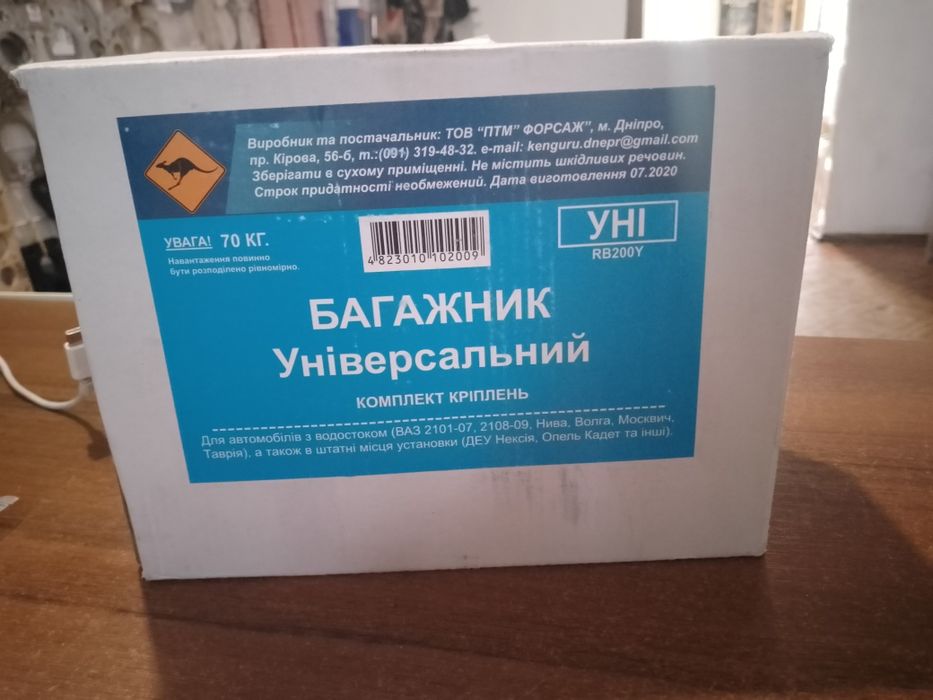 Виробник та постачальник: ТОВ "ПТМ" ФОРСАЖ", м. Дніпро,
пр. Кірова, 56-б, т.:(091) 319-48-32. e-mail: kenguru.dnepr@gmail.com
Зберігати в сухому приміщенні. Не містить шкідливих речовин.
Строк придатності необмежений. Дата виготовлення 07.2020
УВАГА! 70 КГ.
Навантаження повинно
бути розподілено рівномірно.
4 823010 102009
УНІ
RB200Y
БАГАЖНИК
Універсальний
КОМПЛЕКТ КРІПЛЕНЬ
Для автомобілів з водостоком (ВАЗ 2101-07, 2108-09, Нива, Волга, Москвич,
Таврія), а також в штатні місця установки (ДЕУ Нексія, Опель Кадет та інші).